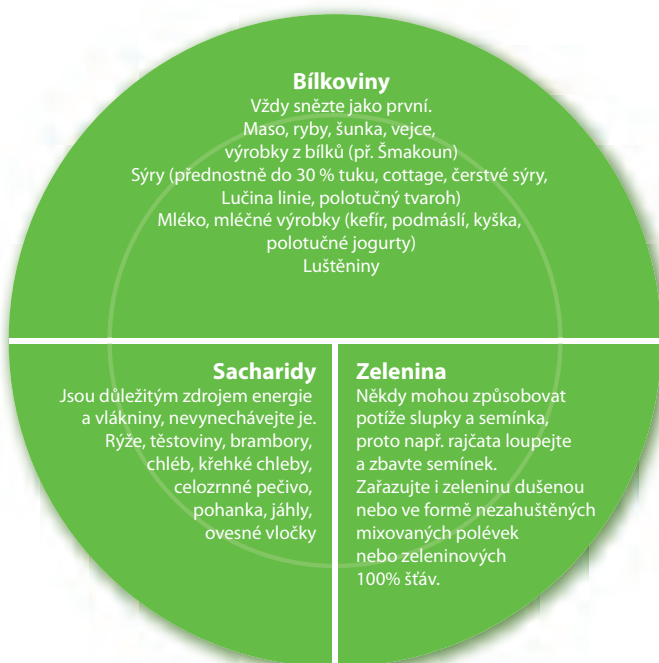 Bílkoviny
Vždy snězte jako první.
Maso, ryby, šunka, vejce,
výrobky z bílků (př. Šmakoun)
Sýry (přednostně do 30 % tuku, cottage, čerstvé sýry,
Lučina linie, polotučný tvaroh)
Mléko, mléčné výrobky (kefír, podmáslí, kyška,
polotučné jogurty)
Luštěniny
Sacharidy
Jsou důležitým zdrojem energie
a vlákniny, nevynechávejte je.
Rýže, těstoviny, brambory,
chléb, křehké chleby,
celozrnné pečivo,
pohanka, jáhly,
ovesné vločky
Zelenina
Někdy mohou způsobovat
potíže slupky a semínka,
proto např. rajčata loupejte
a zbavte semínek.
Zařazujte i zeleninu dušenou
nebo ve formě nezahuštěných
mixovaných polévek
nebo zeleninových
100% šťáv.